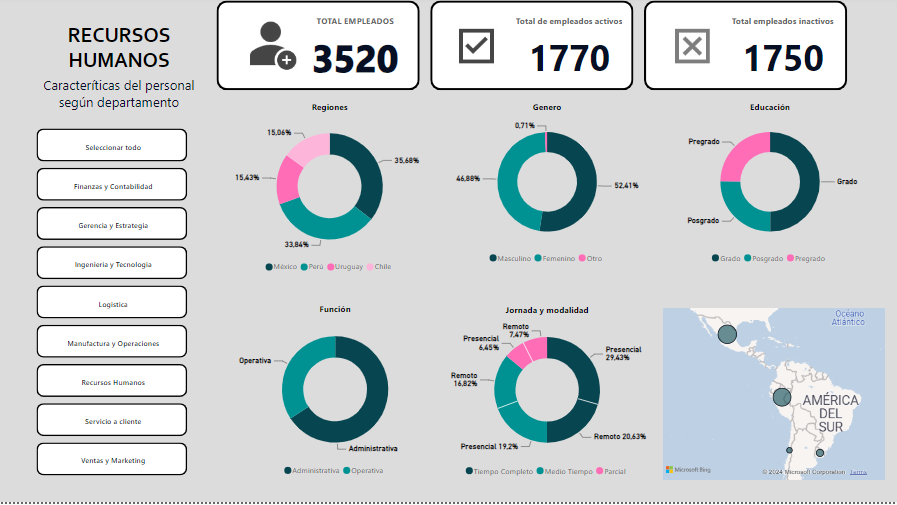 RECURSOS
HUMANOS
Caracteríticas del personal
según departamento
Seleccionar todo
Finanzas y Contabilidad
Gerencia y Estrategia
Ingeniería y Tecnología
Logística
Manufactura y Operaciones
Recursos Humanos
Servicio a cliente
Ventas y Marketing
TOTAL EMPLEADOS
3520
Total de empleados activos
1770
Total empleados inactivos
1750
Regiones
15,06%
35,68%
15,43%
33,84%
México Perú Uruguay Chile
Genero
0,71%
46,88%
52,41%
Masculino Femenino Otro
Educación
Pregrado
Grado
Posgrado
Grado Posgrado Pregrado
Función
Operativa
Administrativa
Administrativa Operativa
Jornada y modalidad
Remoto
7,47%
Presencial
6,45%
Presencial
29,43%
Remoto
16,82%
Presencial 19,2%
Remoto 20,63%
Tiempo Completo Medio Tiempo Parcial
Océano
Atlántico
AMÉRICA
DEL
SUR
Microsoft Bing
© 2024 Microsoft Corporation Terms